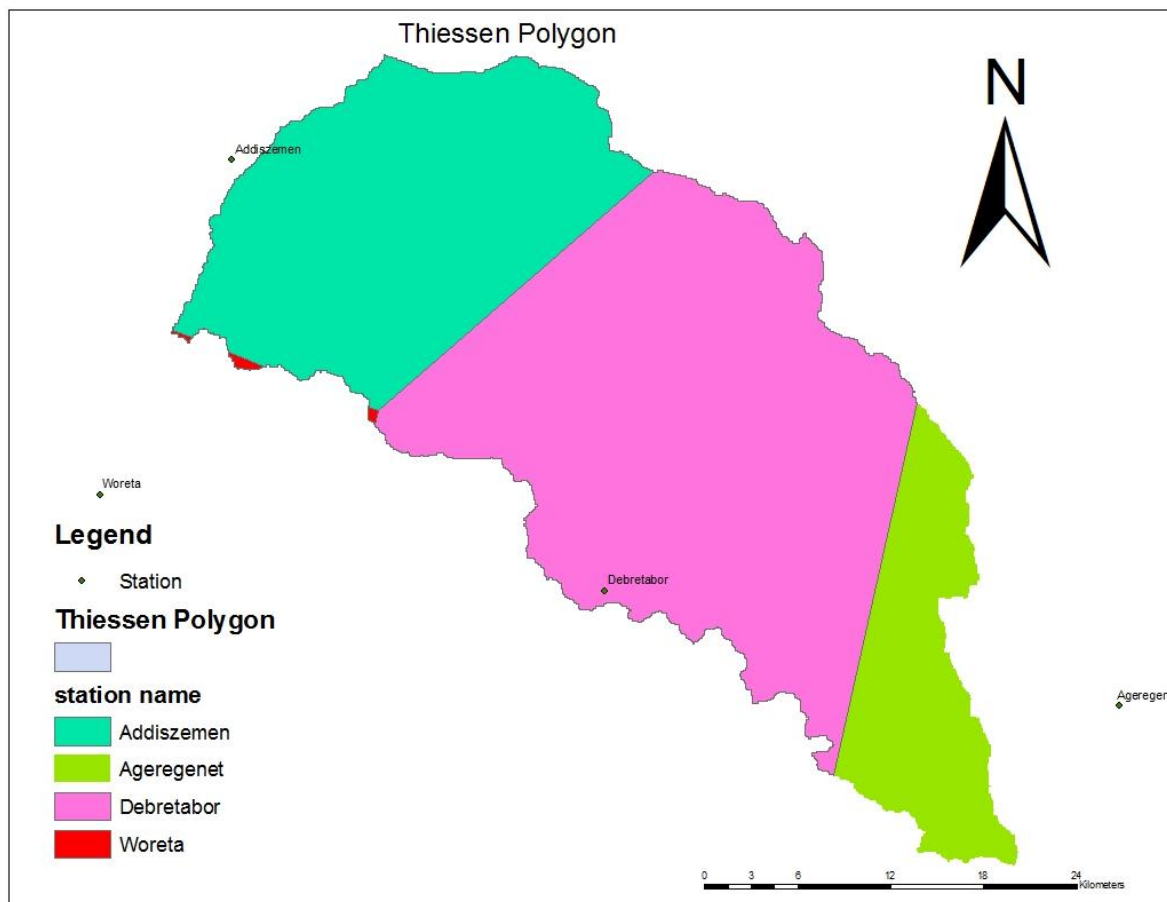 Thiessen Polygon
N
Addiszemen
Woreta
Legend
Station
Debretabor
Thiessen Polygon
station name
Ageregen
Addiszemen
Ageregenet
Debretabor
Woreta
0 3 6 12 18 24
Kilometers